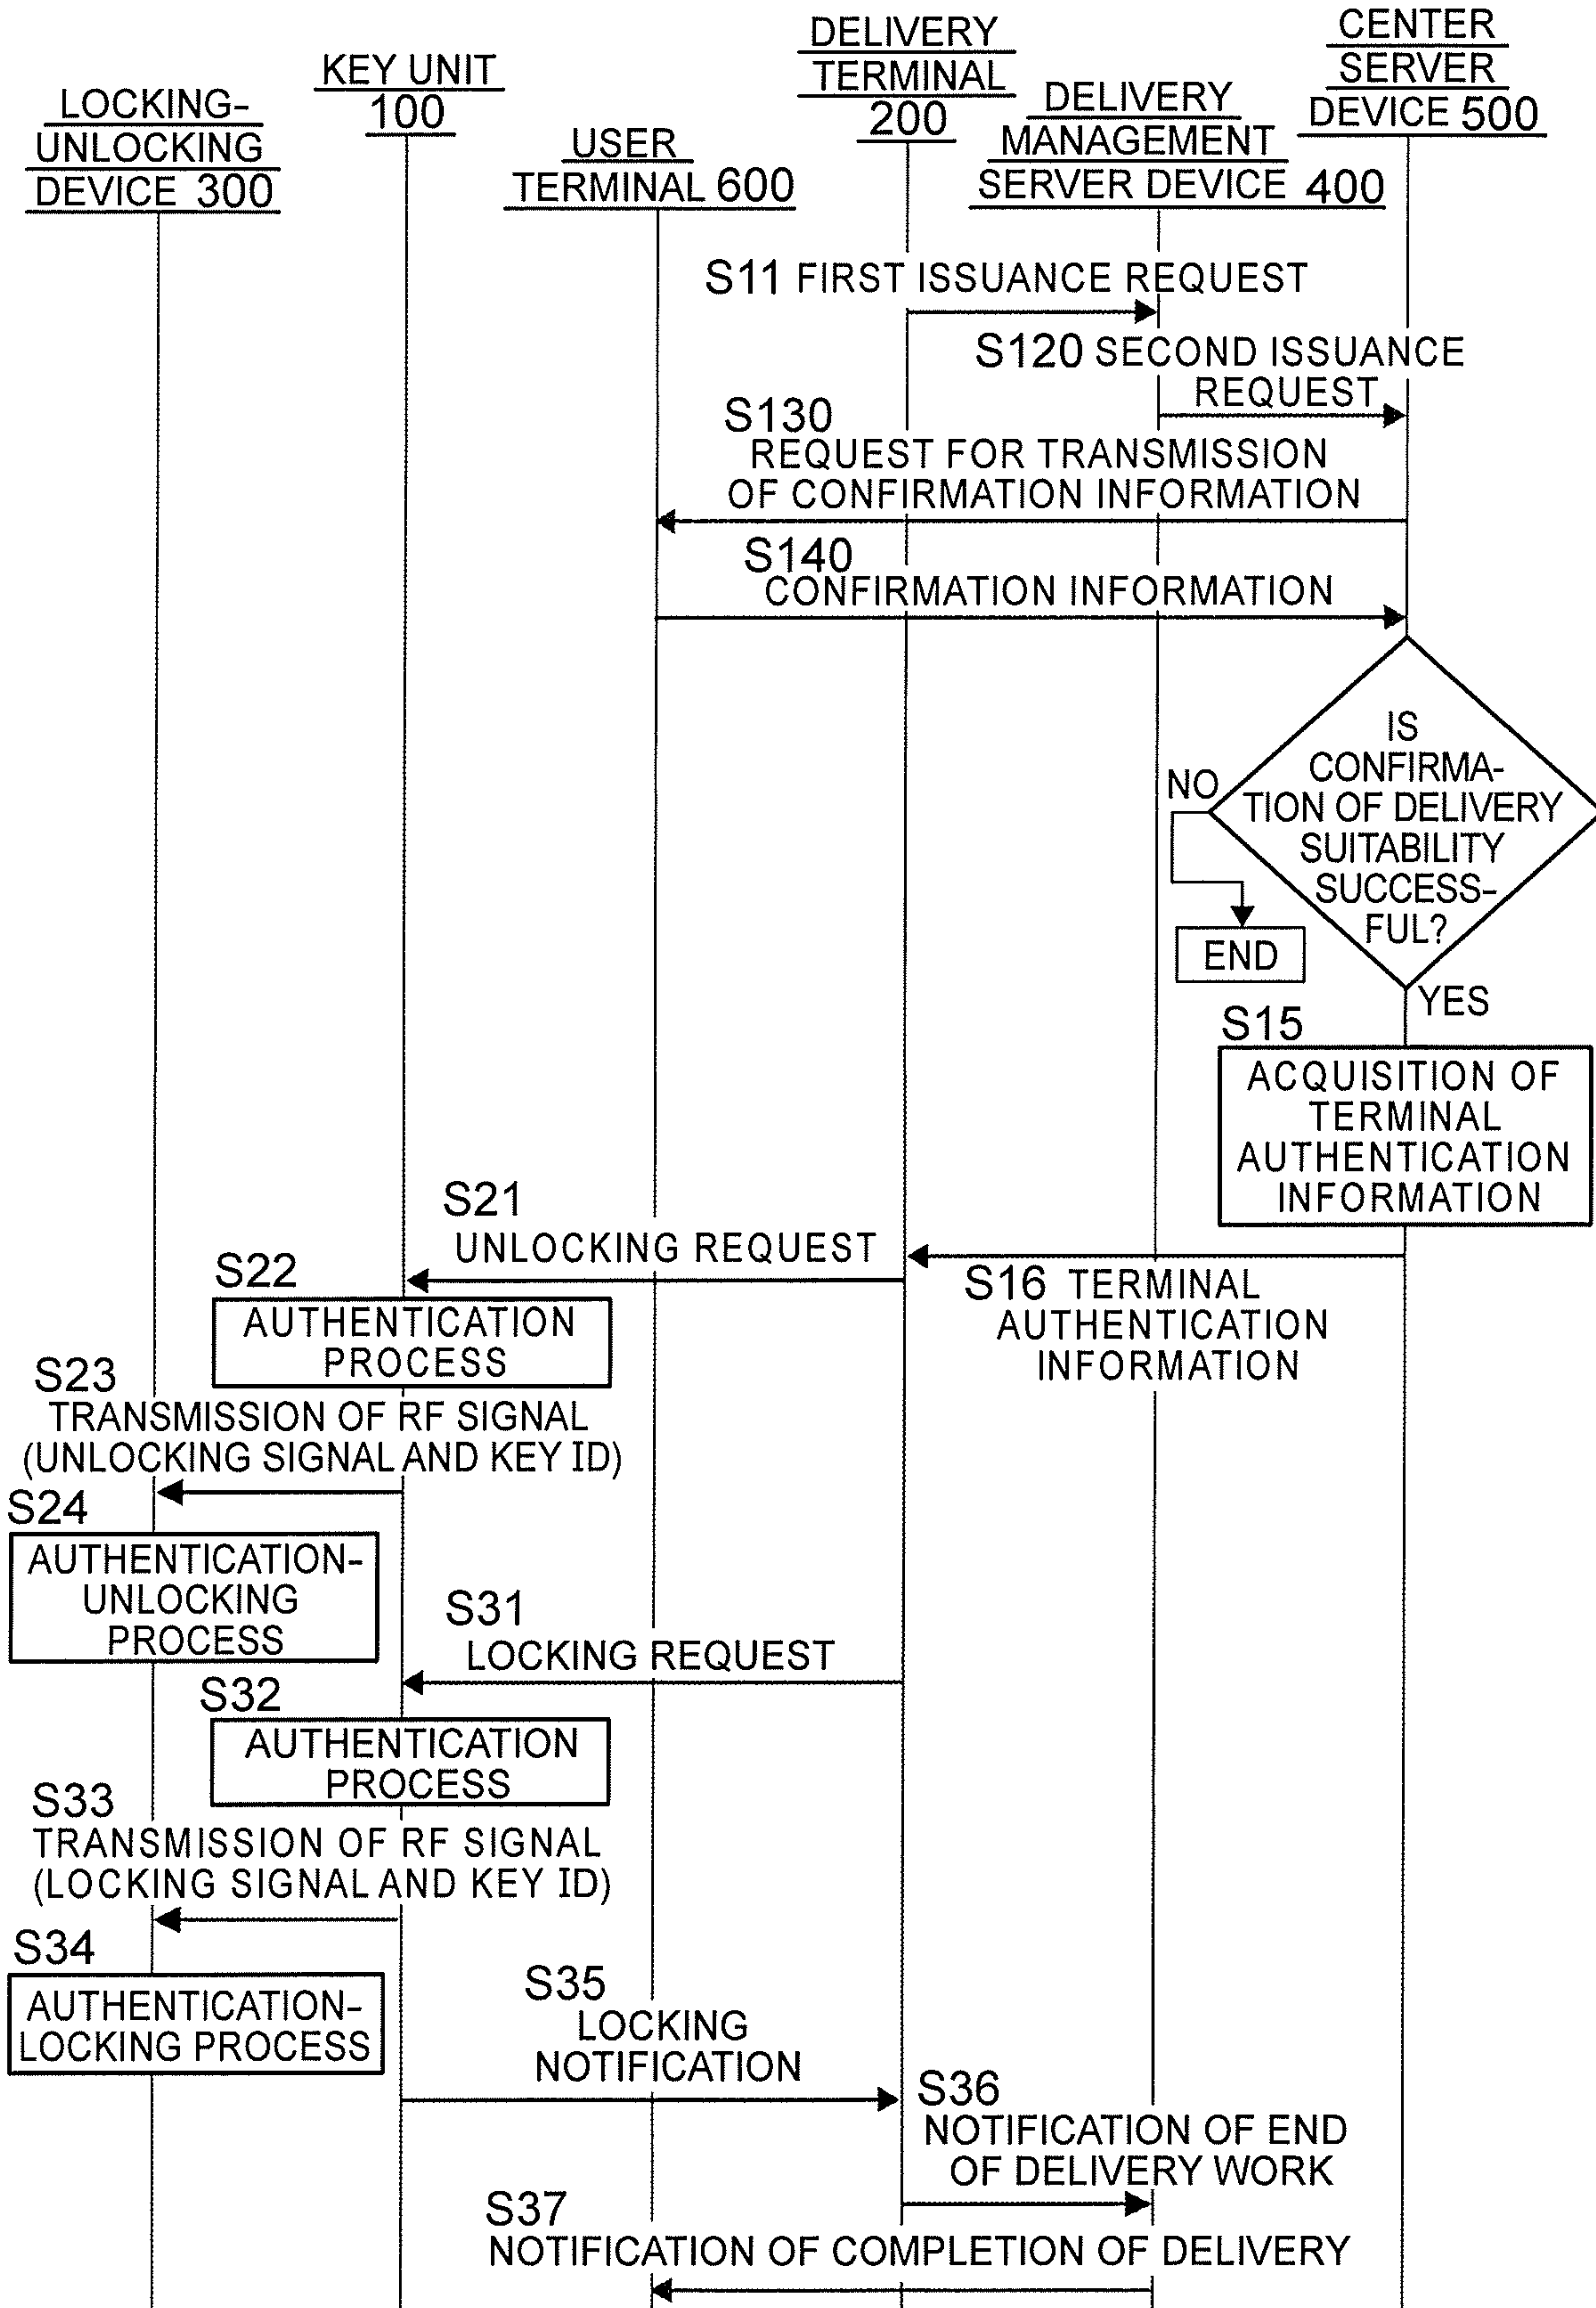 LOCKING-
UNLOCKING
DEVICE 300
KEY UNIT
100
USER
TERMINAL 600
DELIVERY
TERMINAL
200
DELIVERY
MANAGEMENT
SERVER DEVICE 400
CENTER
SERVER
DEVICE 500
S11 FIRST ISSUANCE REQUEST
S120 SECOND ISSUANCE
REQUEST
S130
REQUEST FOR TRANSMISSION
OF CONFIRMATION INFORMATION
S140
CONFIRMATION INFORMATION
IS
CONFIRMA-
TION OF DELIVERY
SUITABILITY
SUCCESS-
FUL?
NO
END
YES
S15
ACQUISITION OF
TERMINAL
AUTHENTICATION
INFORMATION
S16 TERMINAL
AUTHENTICATION
INFORMATION
S21
UNLOCKING REQUEST
S22
AUTHENTICATION
PROCESS
S23
TRANSMISSION OF RF SIGNAL
(UNLOCKING SIGNAL AND KEY ID)
S24
AUTHENTICATION-
UNLOCKING
PROCESS
S31
LOCKING REQUEST
S32
AUTHENTICATION
PROCESS
S33
TRANSMISSION OF RF SIGNAL
(LOCKING SIGNAL AND KEY ID)
S34
AUTHENTICATION-
LOCKING PROCESS
S35
LOCKING
NOTIFICATION
S36
NOTIFICATION OF END
OF DELIVERY WORK
S37
NOTIFICATION OF COMPLETION OF DELIVERY